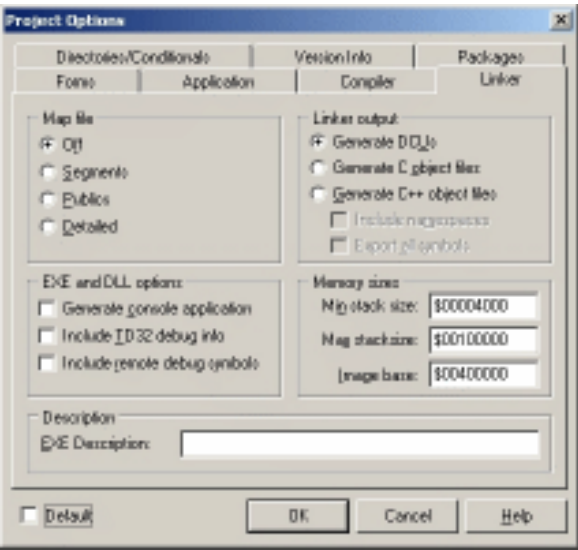 Project Options
Directories/Conditionals
Version Info
Packages
Forms
Application
Compiler
Linker
Map file
Off
Segments
Publics
Detailed
Linker output
Generate DCUs
Generate C object files
Generate C++ object files
Include namespaces
Export all symbols
EXE and DLL options
Generate console application
Include TD32 debug info
Include remote debug symbols
Memory sizes
Min stack size: $00004000
Max stack size: $00100000
Image base: $00400000
Description
EXE Description:
Default
OK
Cancel
Help